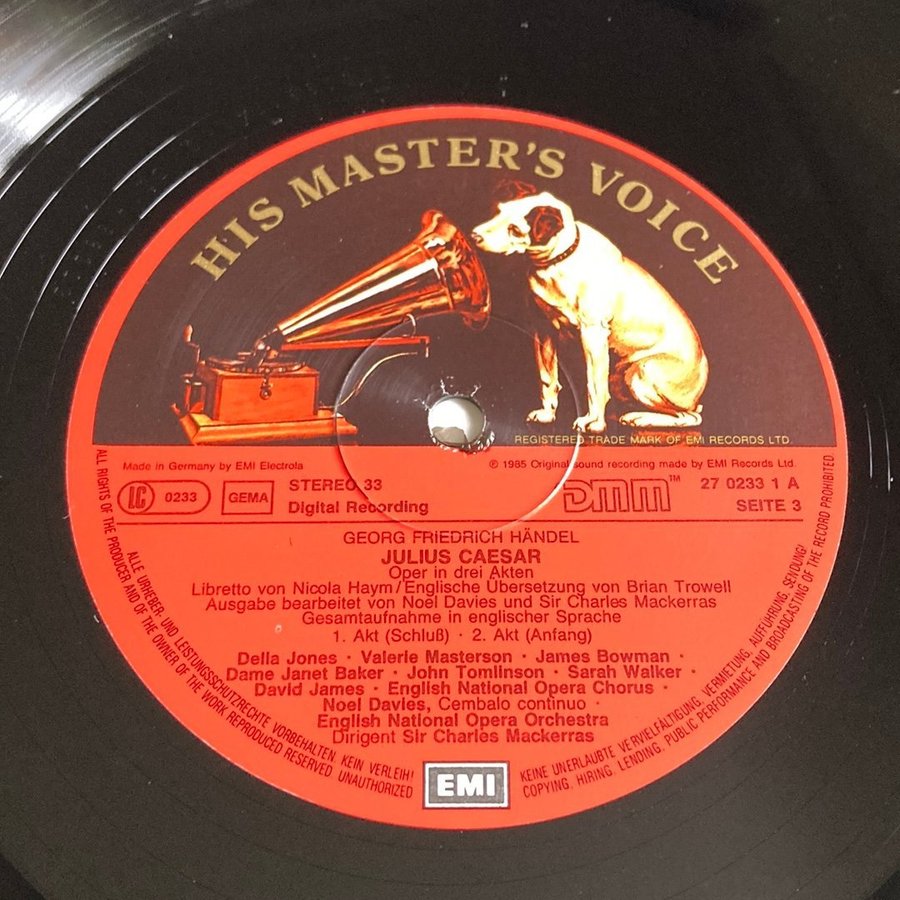 HIS MASTER'S VOICE
REGISTERED TRADE MARK OF EMI RECORDS LTD.
Made in Germany by EMI Electrola
℗ 1985 Original sound recording made by EMI Records Ltd.
LC 0233
GEMA
STEREO 33
Digital Recording
DMM™
27 0233 1 A
SEITE 3
GEORG FRIEDRICH HÄNDEL
JULIUS CAESAR
Oper in drei Akten
Libretto von Nicola Haym/Englische Übersetzung von Brian Trowell
Ausgabe bearbeitet von Noel Davies und Sir Charles Mackerras
Gesamtaufnahme in englischer Sprache
1. Akt (Schluß) · 2. Akt (Anfang)
Della Jones · Valerie Masterson · James Bowman ·
Dame Janet Baker · John Tomlinson · Sarah Walker ·
David James · English National Opera Chorus ·
Noel Davies, Cembalo continuo ·
English National Opera Orchestra
Dirigent Sir Charles Mackerras
EMI
ALLE URHEBER- UND LEISTUNGSSCHUTZRECHTE VORBEHALTEN. KEIN VERLEIH! KEINE UNERLAUBTE VERVIELFÄLTIGUNG, VERMIETUNG, AUFFÜHRUNG, SENDUNG!
ALL RIGHTS OF THE PRODUCER AND OF THE OWNER OF THE WORK REPRODUCED RESERVED UNAUTHORIZED COPYING, HIRING, LENDING, PUBLIC PERFORMANCE AND BROADCASTING OF THE RECORD PROHIBITED